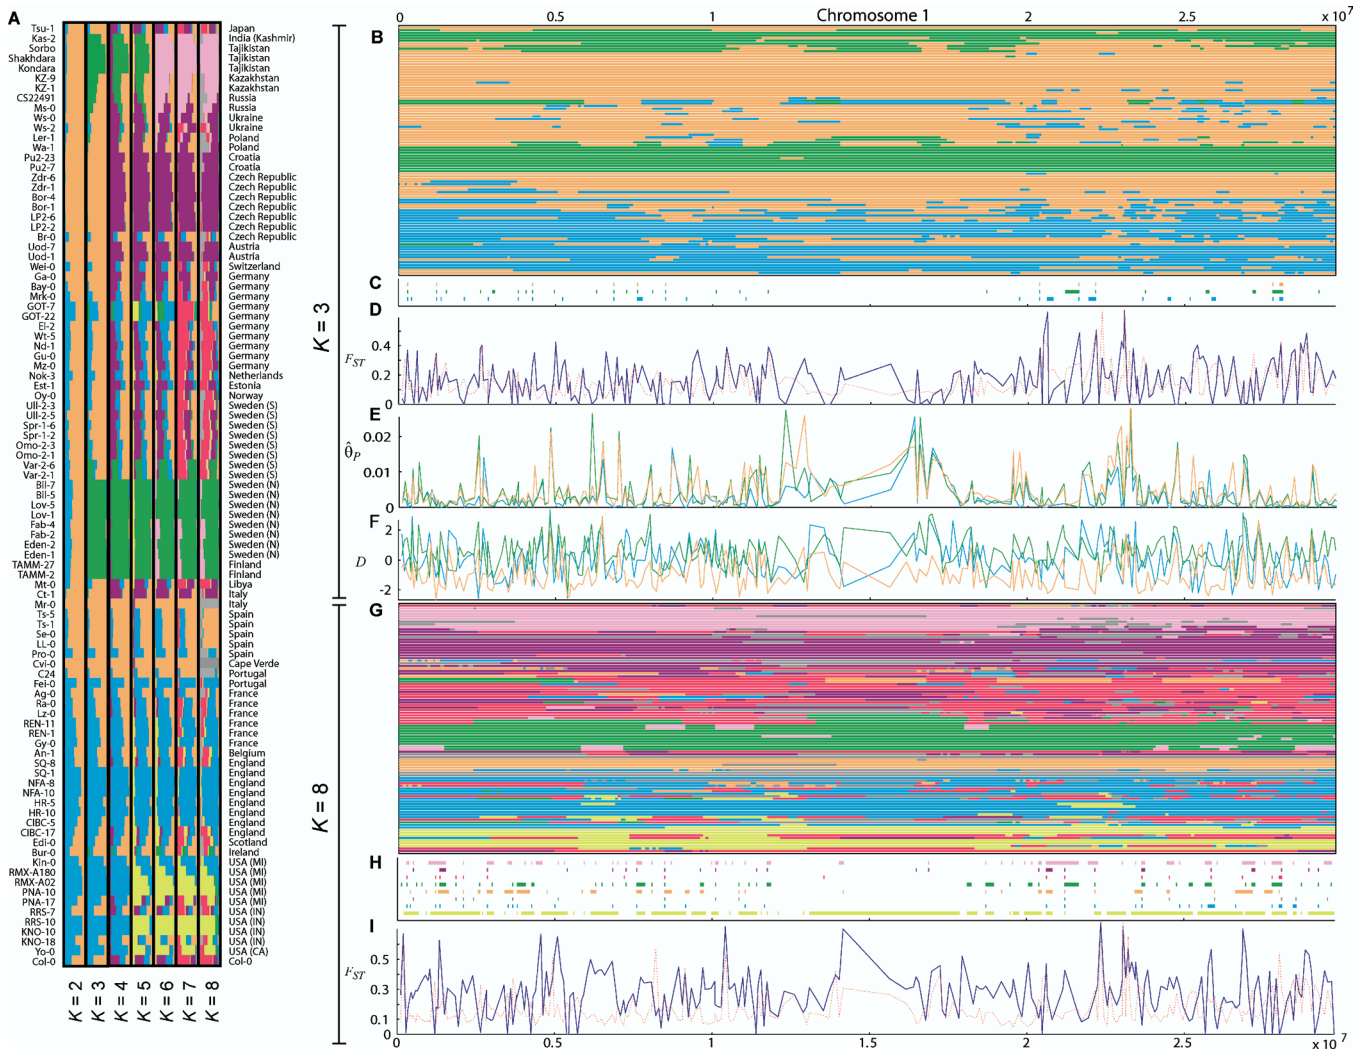 A
Tsu-1 Japan
Kas-2 India (Kashmir)
Sorbo Tajikistan
Shakhdara Tajikistan
Kondara Tajikistan
KZ-9 Kazakhstan
KZ-1 Kazakhstan
CS22491 Russia
Ms-0 Russia
Ws-0 Ukraine
Ws-2 Ukraine
Ler-1 Poland
Wa-1 Poland
Pu2-23 Croatia
Pu2-7 Croatia
Zdr-6 Czech Republic
Zdr-1 Czech Republic
Bor-4 Czech Republic
Bor-1 Czech Republic
LP2-6 Czech Republic
LP2-2 Czech Republic
Br-0 Czech Republic
Uod-7 Austria
Uod-1 Austria
Wei-0 Switzerland
Ga-0 Germany
Bay-0 Germany
Mrk-0 Germany
GOT-7 Germany
GOT-22 Germany
Ei-2 Germany
Wt-5 Germany
Nd-1 Germany
Gu-0 Germany
Mz-0 Germany
Nok-3 Netherlands
Est-1 Estonia
Oy-0 Norway
Ull-2-3 Sweden (S)
Ull-2-5 Sweden (S)
Spr-1-6 Sweden (S)
Spr-1-2 Sweden (S)
Omo-2-3 Sweden (S)
Omo-2-1 Sweden (S)
Var-2-6 Sweden (S)
Var-2-1 Sweden (S)
Bil-7 Sweden (N)
Bil-5 Sweden (N)
Lov-5 Sweden (N)
Lov-1 Sweden (N)
Fab-4 Sweden (N)
Fab-2 Sweden (N)
Eden-2 Sweden (N)
Eden-1 Sweden (N)
TAMM-27 Finland
TAMM-2 Finland
Mt-0 Libya
Ct-1 Italy
Mr-0 Italy
Ts-5 Spain
Ts-1 Spain
Se-0 Spain
LL-0 Spain
Pro-0 Spain
Cvi-0 Cape Verde
C24 Portugal
Fei-0 Portugal
Ag-0 France
Ra-0 France
Lz-0 France
REN-11 France
REN-1 France
Gy-0 France
An-1 Belgium
SQ-8 England
SQ-1 England
NFA-8 England
NFA-10 England
HR-5 England
HR-10 England
CIBC-5 England
CIBC-17 England
Edi-0 Scotland
Bur-0 Ireland
Kin-0 USA (MI)
RMX-A180 USA (MI)
RMX-A02 USA (MI)
PNA-10 USA (MI)
PNA-17 USA (MI)
RRS-7 USA (IN)
RRS-10 USA (IN)
KNO-10 USA (IN)
KNO-18 USA (IN)
Yo-0 USA (CA)
Col-0 Col-0
K = 2 K = 3 K = 4 K = 5 K = 6 K = 7 K = 8
K = 3
K = 8
0 0.5 1 Chromosome 1 2 2.5 x 10⁷
B
C
D
F_ST
0.4
0.2
0
E
θ̂_P
0.02
0.01
0
F
D
2
0
-2
G
H
I
F_ST
0.5
0.3
0.1
0
0 0.5 1 1.5 2 2.5 x 10⁷